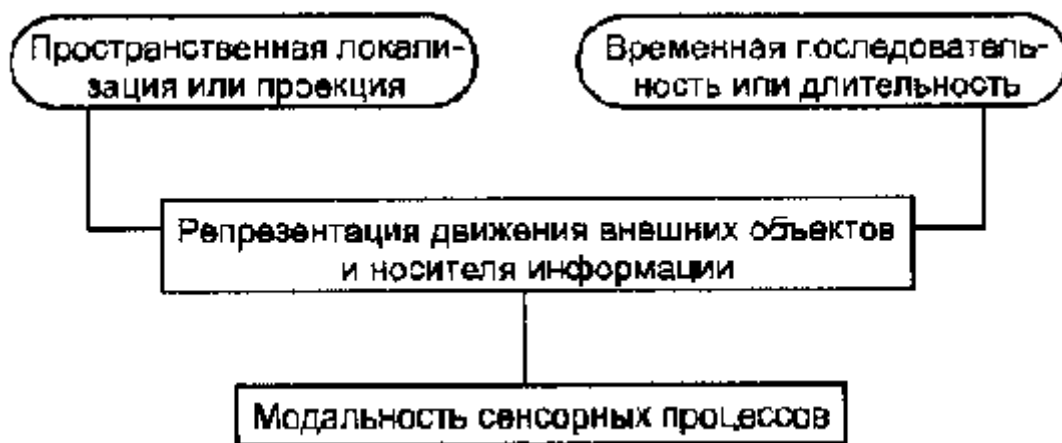 Пространственная локали-
зация или проекция
Временная последователь-
ность или длительность
Репрезентация движения внешних объектов
и носителя информации
Модальность сенсорных процессов